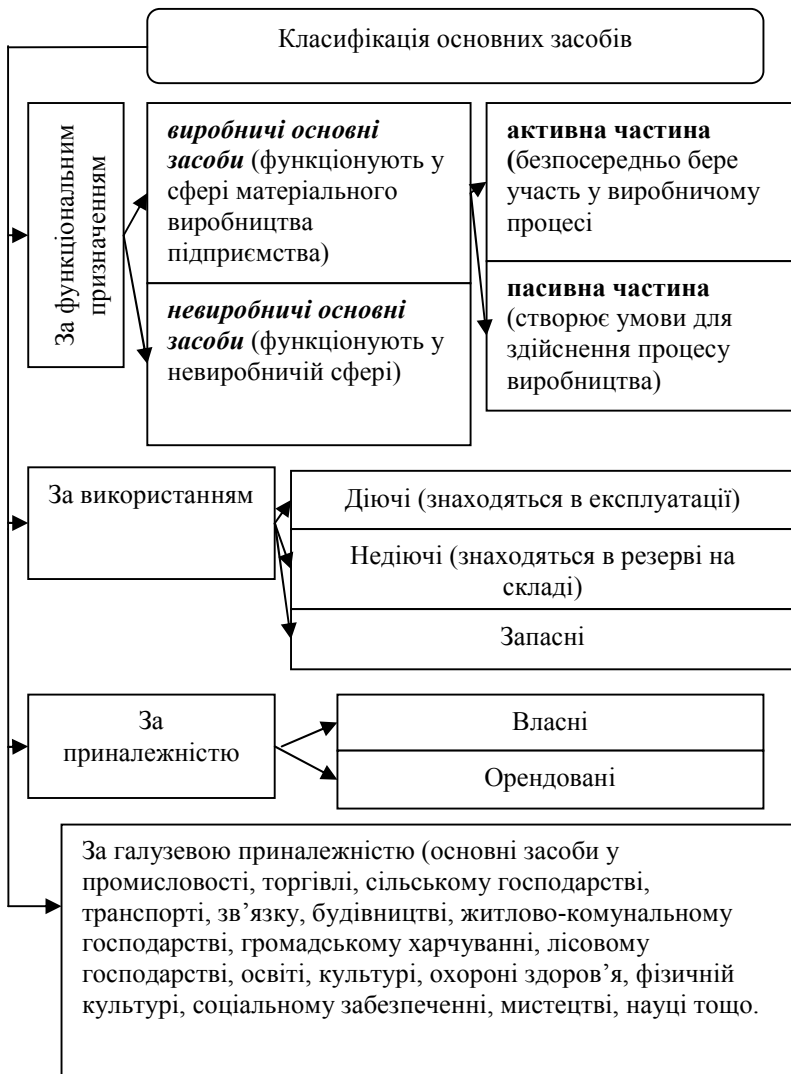 Класифікація основних засобів
За функціональним
призначенням
виробничі основні
засоби (функціонують у
сфері матеріального
виробництва
підприємства)
активна частина
(безпосередньо бере
участь у виробничому
процесі
невиробничі основні
засоби (функціонують у
невиробничій сфері)
пасивна частина
(створює умови для
здійснення процесу
виробництва)
За використанням
Діючі (знаходяться в експлуатації)
Недіючі (знаходяться в резерві на
складі)
Запасні
За
приналежністю
Власні
Орендовані
За галузевою приналежністю (основні засоби у
промисловості, торгівлі, сільському господарстві,
транспорті, зв’язку, будівництві, житлово-комунальному
господарстві, громадському харчуванні, лісовому
господарстві, освіті, культурі, охороні здоров’я, фізичній
культурі, соціальному забезпеченні, мистецтві, науці тощо.